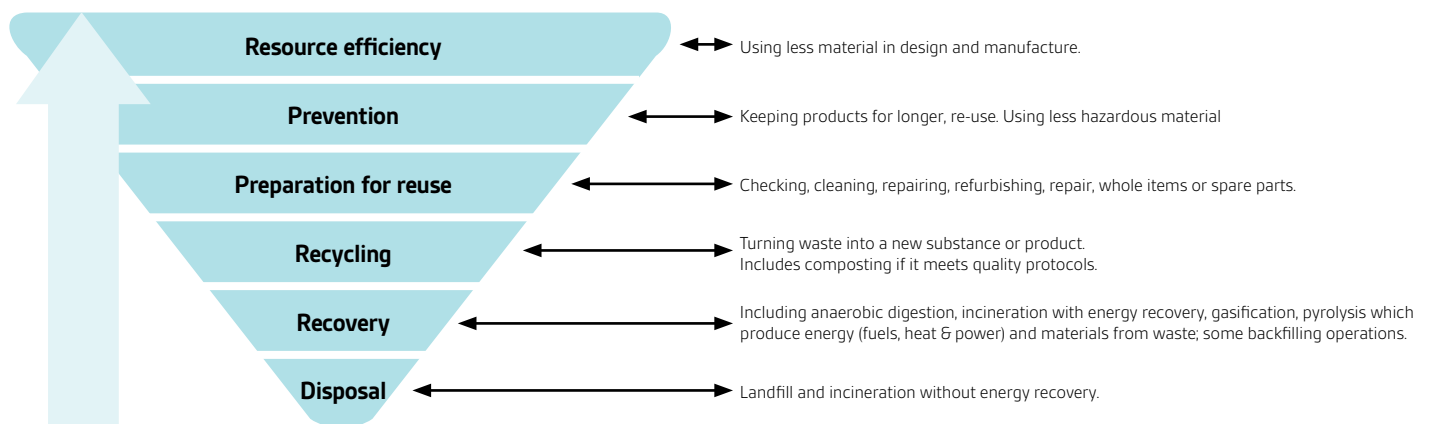 Resource efficiency
Using less material in design and manufacture.
Prevention
Keeping products for longer, re-use. Using less hazardous material
Preparation for reuse
Checking, cleaning, repairing, refurbishing, repair, whole items or spare parts.
Recycling
Turning waste into a new substance or product.
Includes composting if it meets quality protocols.
Recovery
Including anaerobic digestion, incineration with energy recovery, gasification, pyrolysis which
produce energy (fuels, heat & power) and materials from waste; some backfilling operations.
Disposal
Landfill and incineration without energy recovery.